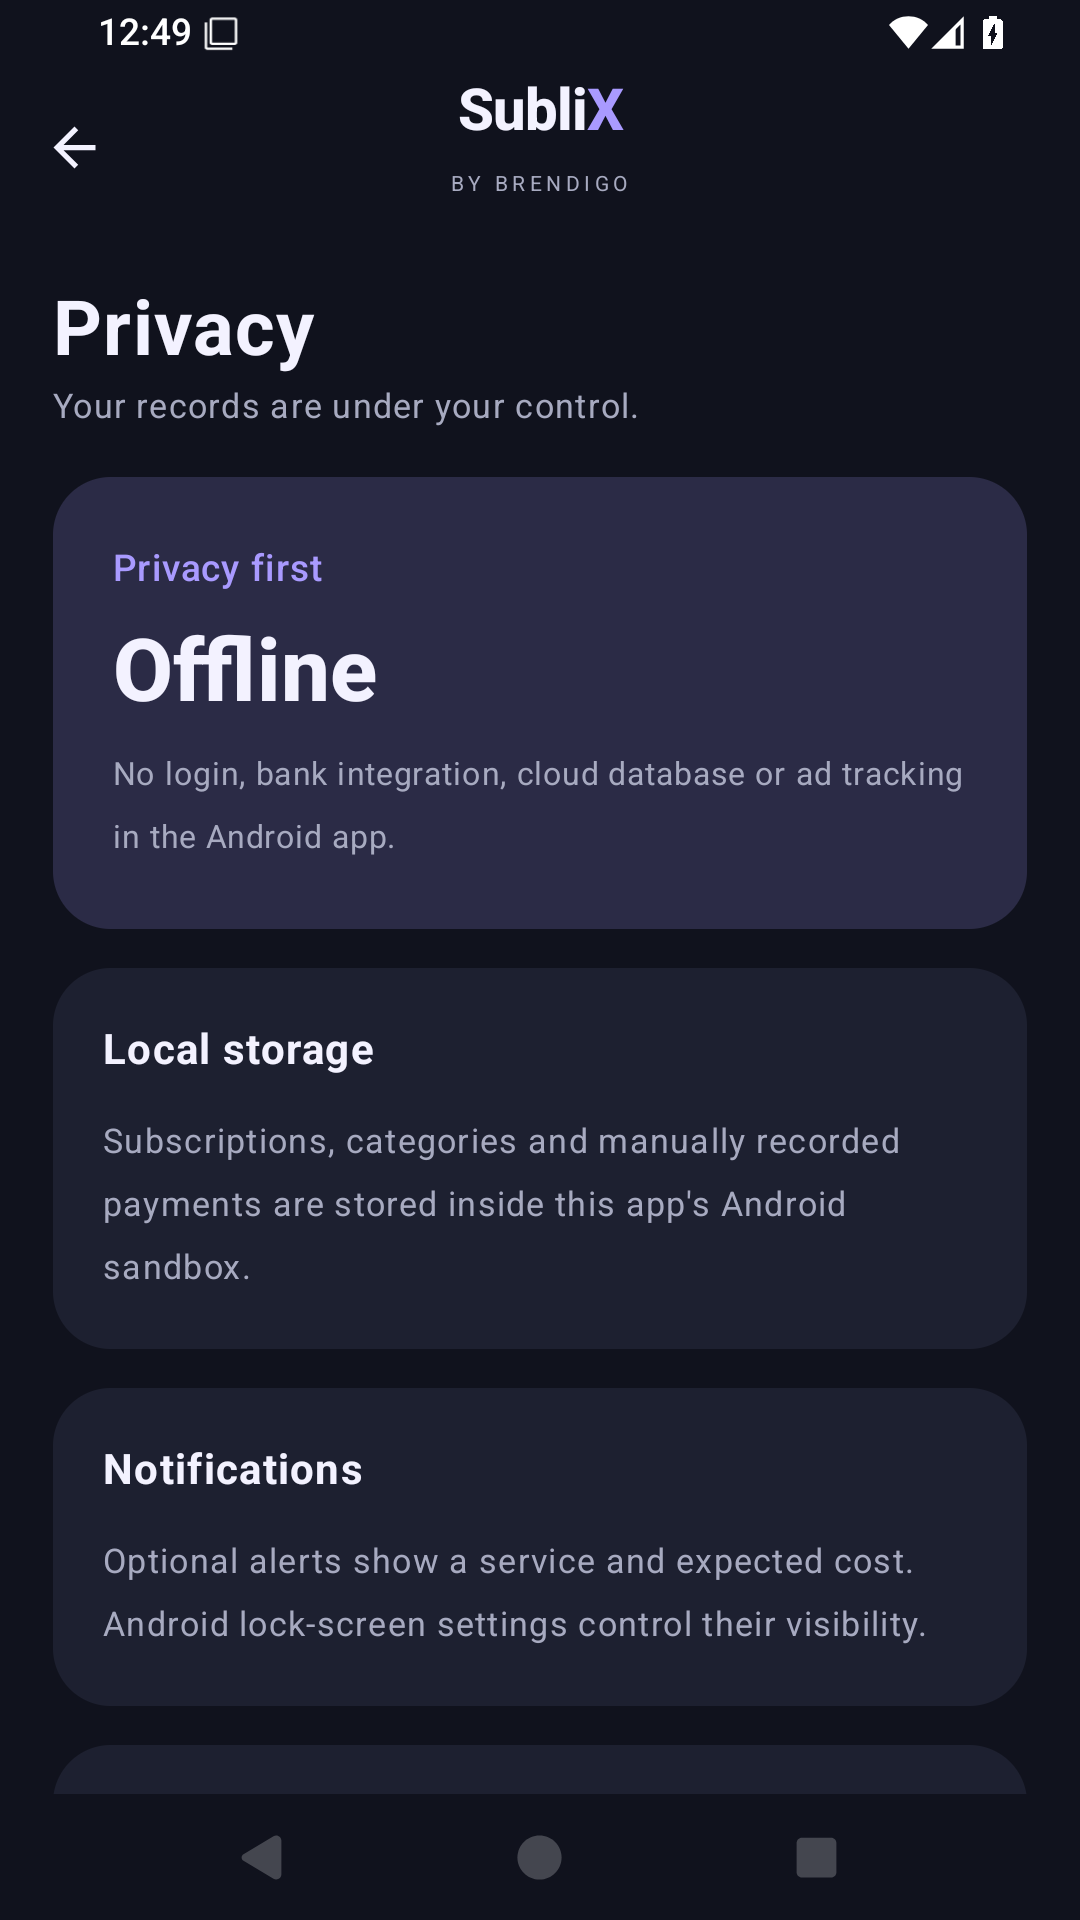 12:49
SubliX
BY BRENDIGO
Privacy
Your records are under your control.
Privacy first
Offline
No login, bank integration, cloud database or ad tracking
in the Android app.
Local storage
Subscriptions, categories and manually recorded
payments are stored inside this app's Android
sandbox.
Notifications
Optional alerts show a service and expected cost.
Android lock-screen settings control their visibility.